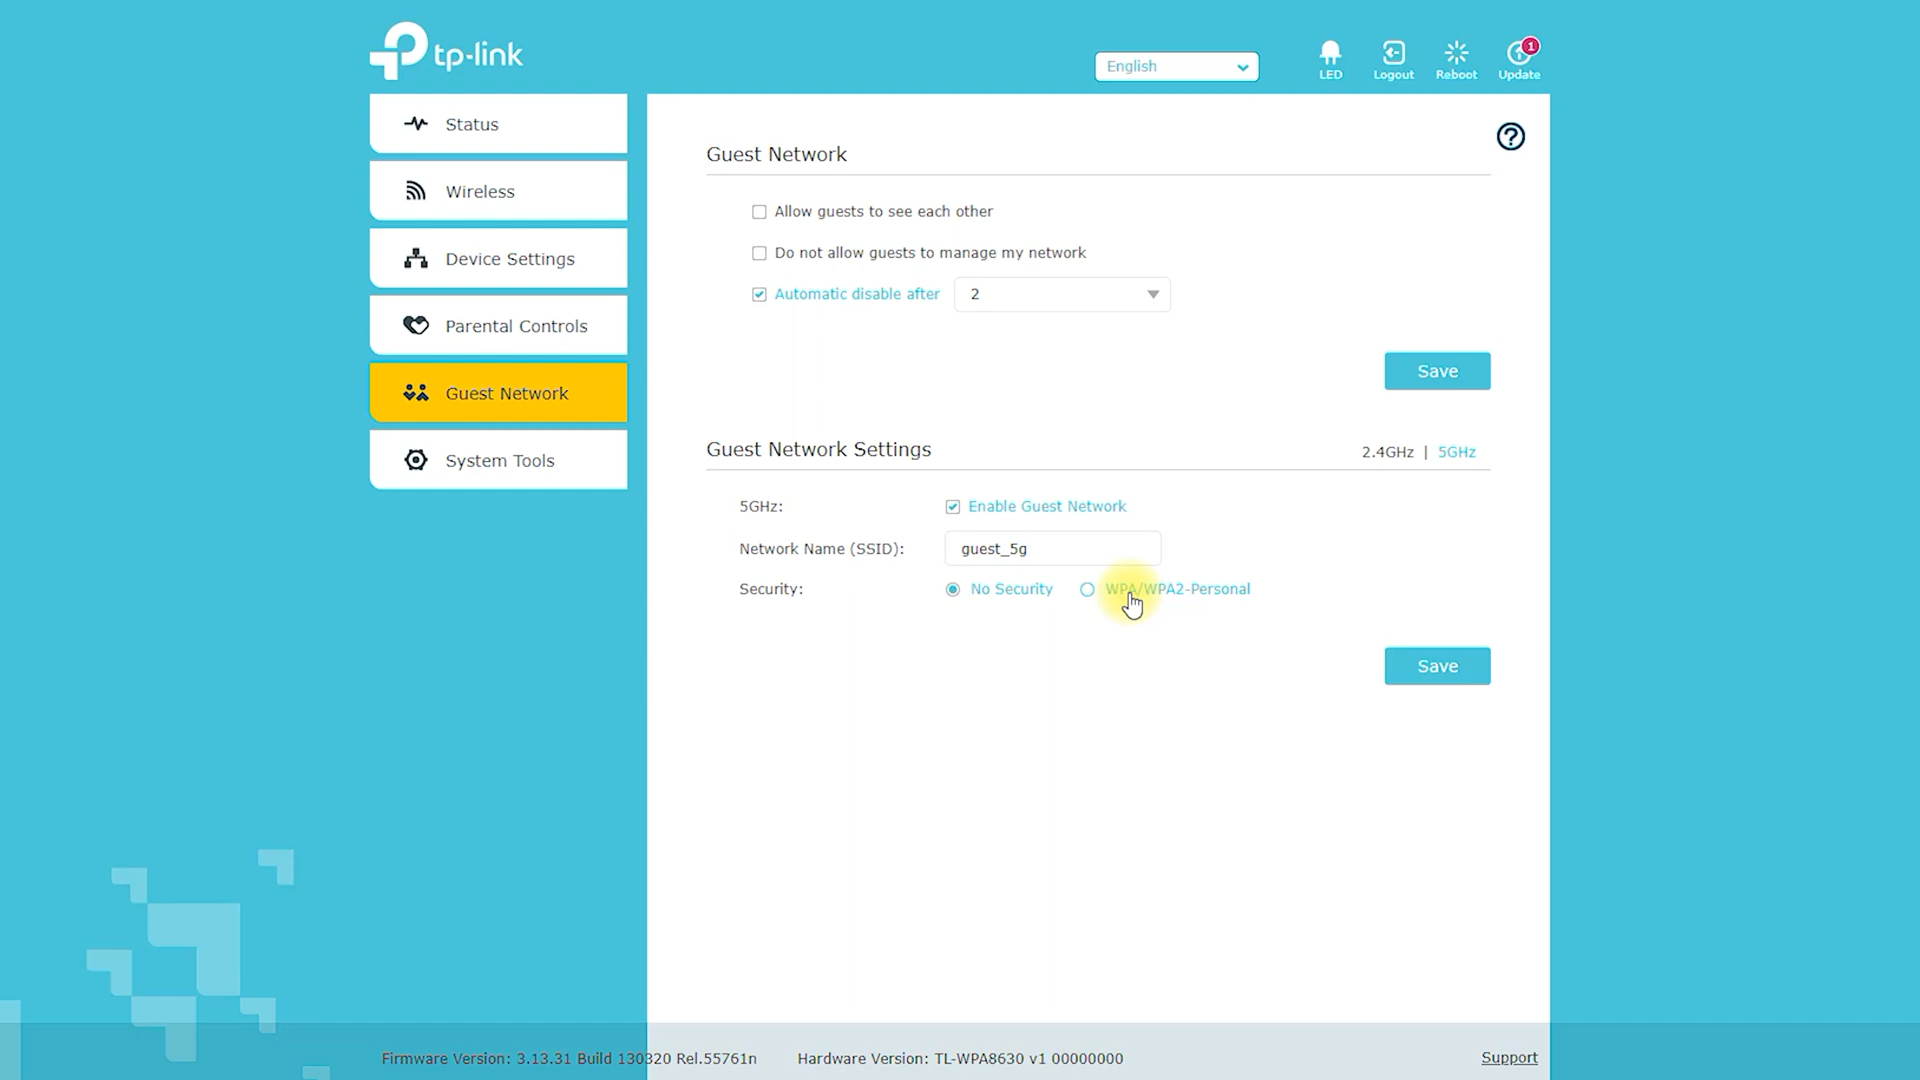 tp-link
English
LED
Logout
Reboot
Update
1
Status
Wireless
Device Settings
Parental Controls
Guest Network
System Tools
Guest Network
Allow guests to see each other
Do not allow guests to manage my network
Automatic disable after
2
Save
Guest Network Settings
2.4GHz | 5GHz
5GHz:
Enable Guest Network
Network Name (SSID):
guest_5g
Security:
No Security
WPA/WPA2-Personal
Save
Firmware Version: 3.13.31 Build 130320 Rel.55761n
Hardware Version: TL-WPA8630 v1 00000000
Support